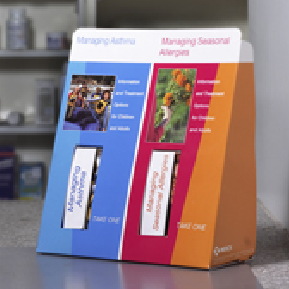 Managing Asthma
Managing Seasonal
Allergies
Information
and Treatment
Options
for Children
and Adults
Information
and Treatment
Options
for Children
and Adults
Managing
Asthma
Managing
Seasonal Allergies
TAKE ONE
TAKE ONE